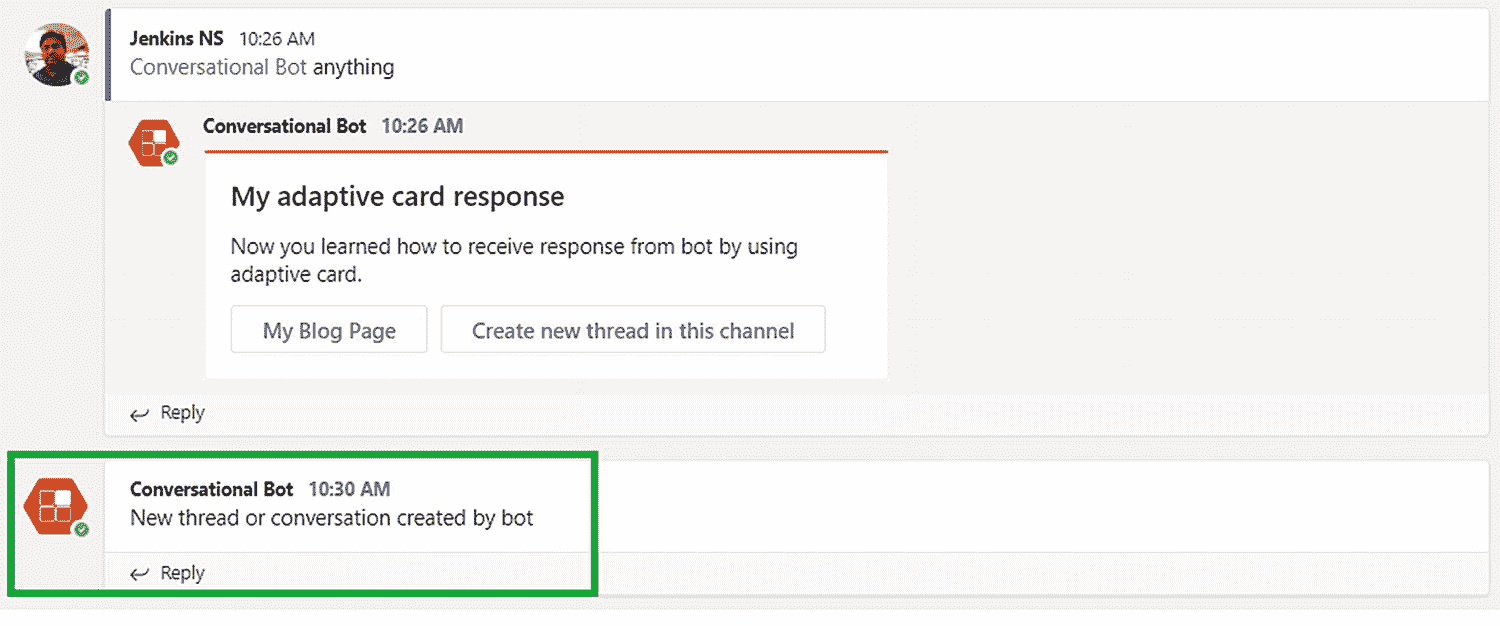 Jenkins NS 10:26 AM
Conversational Bot anything
Conversational Bot 10:26 AM
My adaptive card response
Now you learned how to receive response from bot by using
adaptive card.
My Blog Page Create new thread in this channel
Reply
Conversational Bot 10:30 AM
New thread or conversation created by bot
Reply